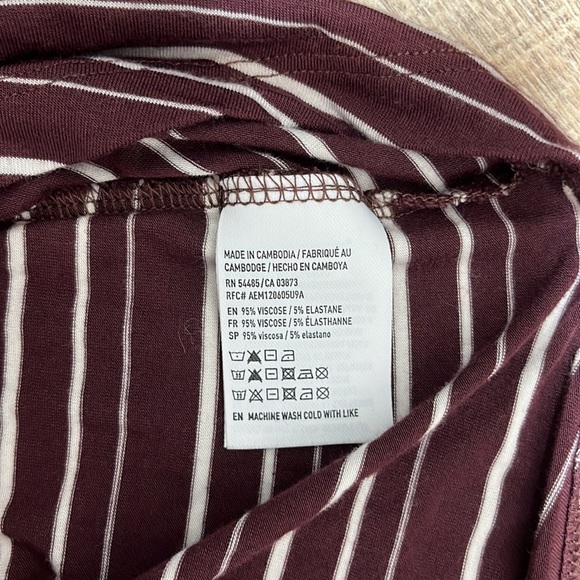 MADE IN CAMBODIA / FABRIQUÉ AU
CAMBODGE / HECHO EN CAMBOYA
RN 54485 / CA 03873
RFC# AEM120605U9A
EN 95% VISCOSE / 5% ELASTANE
FR 95% VISCOSE / 5% ÉLASTHANNE
SP 95% viscosa / 5% elastano
EN MACHINE WASH COLD WITH LIKE